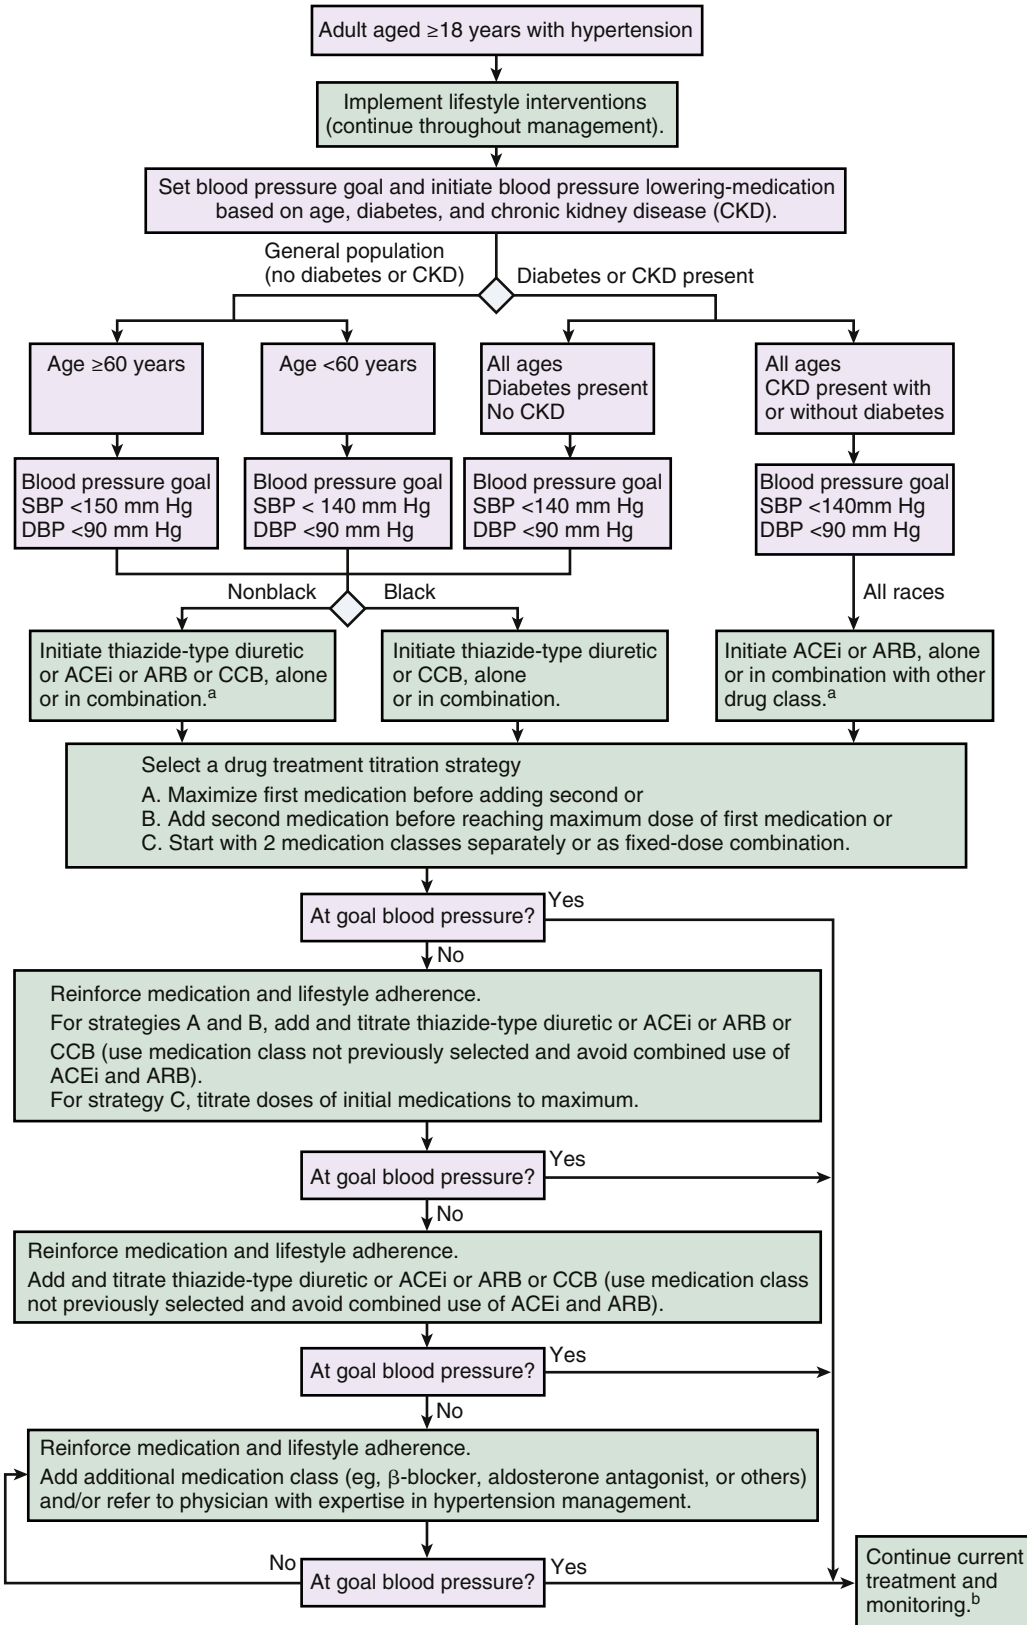 Adult aged ≥18 years with hypertension
Implement lifestyle interventions
(continue throughout management).
Set blood pressure goal and initiate blood pressure lowering-medication
based on age, diabetes, and chronic kidney disease (CKD).
General population
(no diabetes or CKD)
Diabetes or CKD present
Age ≥60 years
Age <60 years
All ages
Diabetes present
No CKD
All ages
CKD present with
or without diabetes
Blood pressure goal
SBP <150 mm Hg
DBP <90 mm Hg
Blood pressure goal
SBP < 140 mm Hg
DBP <90 mm Hg
Blood pressure goal
SBP <140 mm Hg
DBP <90 mm Hg
Blood pressure goal
SBP <140mm Hg
DBP <90 mm Hg
Nonblack
Black
All races
Initiate thiazide-type diuretic
or ACEi or ARB or CCB, alone
or in combination.a
Initiate thiazide-type diuretic
or CCB, alone
or in combination.
Initiate ACEi or ARB, alone
or in combination with other
drug class.a
Select a drug treatment titration strategy
A. Maximize first medication before adding second or
B. Add second medication before reaching maximum dose of first medication or
C. Start with 2 medication classes separately or as fixed-dose combination.
At goal blood pressure?
Yes
No
Reinforce medication and lifestyle adherence.
For strategies A and B, add and titrate thiazide-type diuretic or ACEi or ARB or
CCB (use medication class not previously selected and avoid combined use of
ACEi and ARB).
For strategy C, titrate doses of initial medications to maximum.
At goal blood pressure?
Yes
No
Reinforce medication and lifestyle adherence.
Add and titrate thiazide-type diuretic or ACEi or ARB or CCB (use medication class
not previously selected and avoid combined use of ACEi and ARB).
At goal blood pressure?
Yes
No
Reinforce medication and lifestyle adherence.
Add additional medication class (eg, β-blocker, aldosterone antagonist, or others)
and/or refer to physician with expertise in hypertension management.
No
At goal blood pressure?
Yes
Continue current
treatment and
monitoring.b